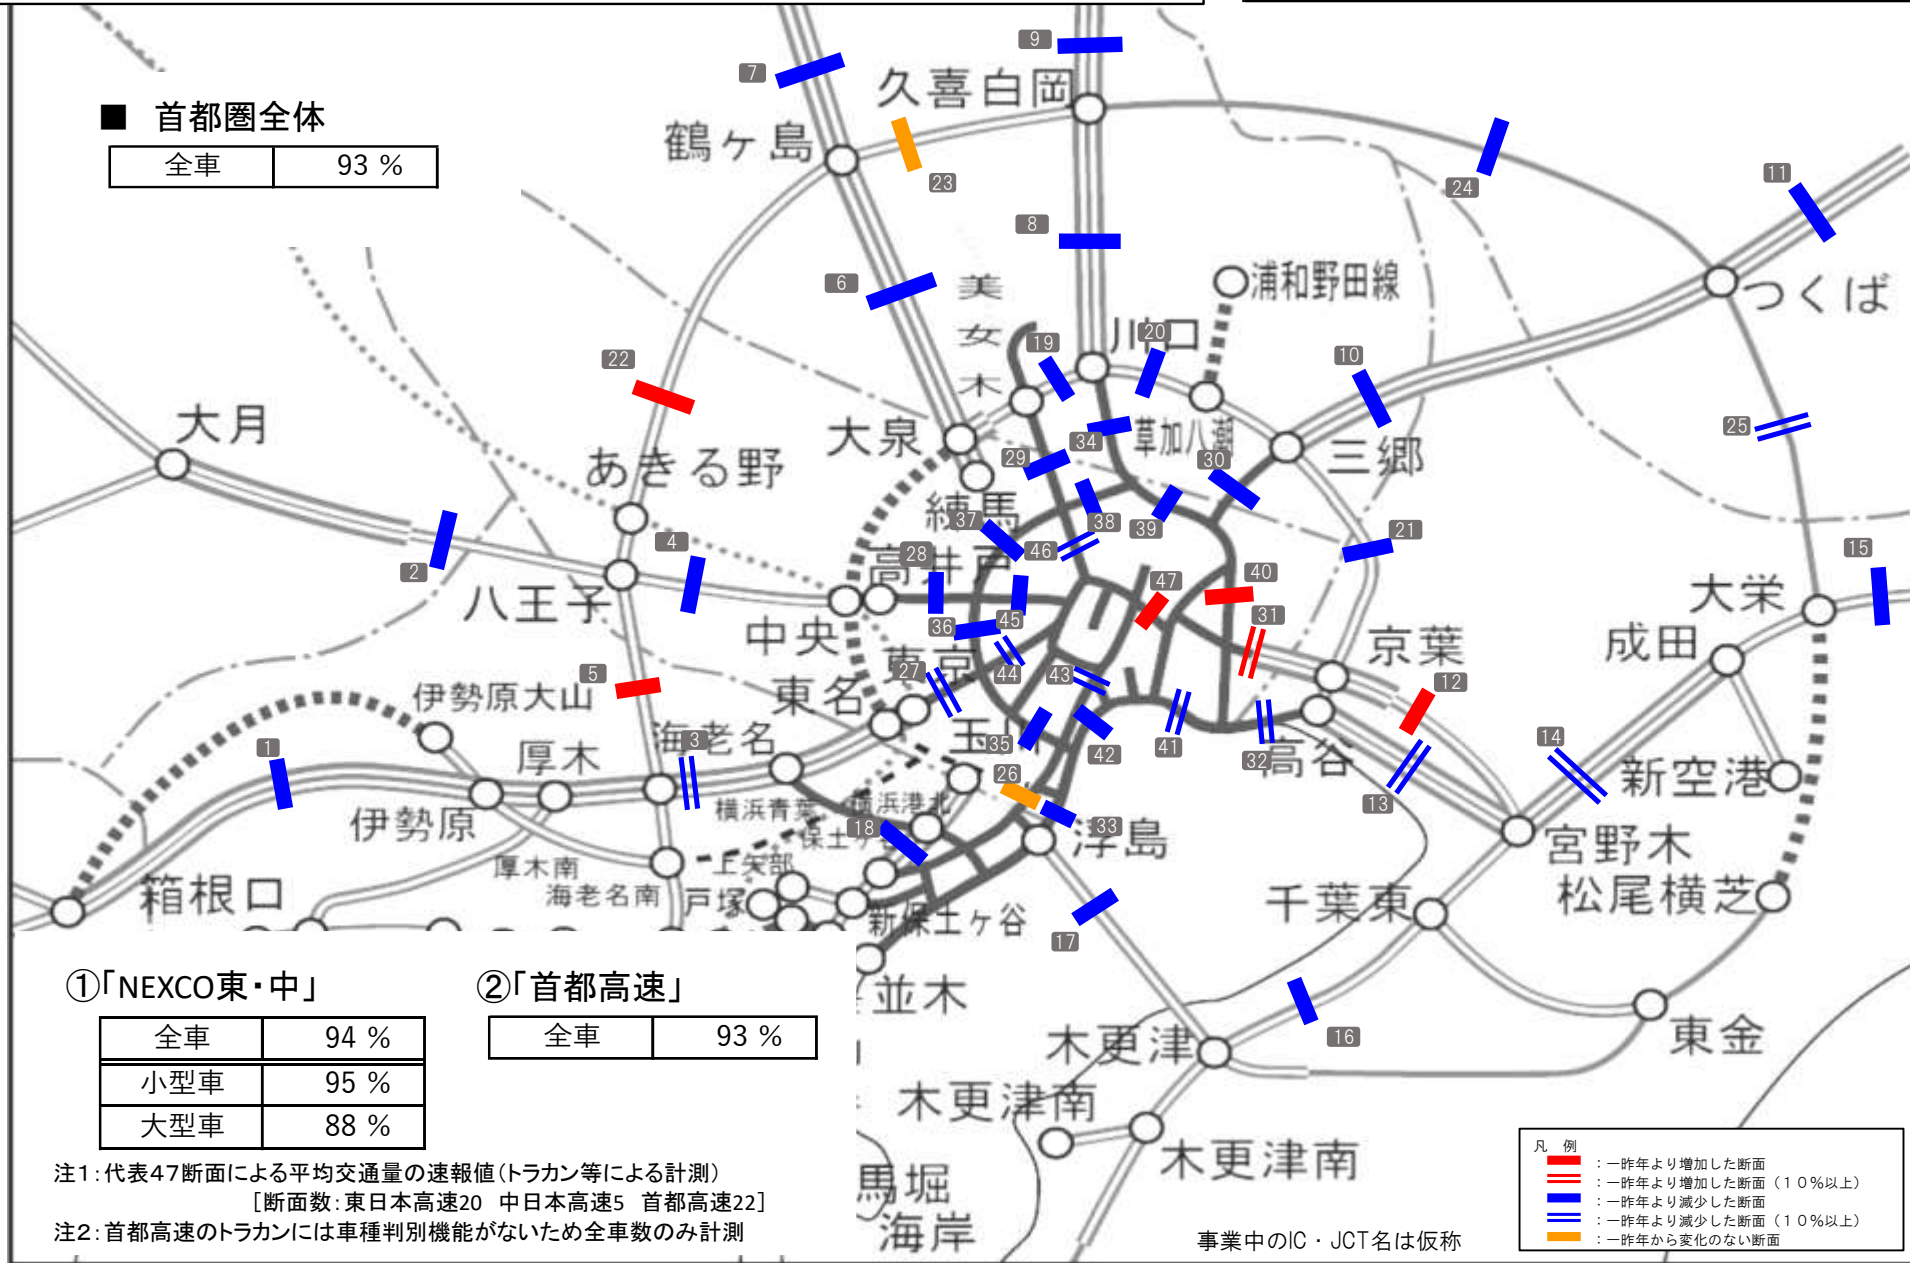 ■ 首都圏全体
全車 93 %
久喜白岡
鶴ヶ島
9
7
23
24
11
8
6
美女木
浦和野田線
つくば
川口
19
20
10
22
大月
あきる野
大泉
34
草加八潮
三郷
25
29
30
練馬
37
38
39
46
21
15
4
2
28
高井戸
47
40
八王子
中央
36
45
31
大栄
成田
京葉
5
27
東京
44
43
12
伊勢原大山
東名
海老名
3
1
厚木
玉川
35
42
41
32
高谷
14
新空港
26
13
伊勢原
横浜青葉
横浜港北
18
33
浮島
宮野木
厚木南
上矢部
箱根口
海老名南
戸塚
新保土ヶ谷
千葉東
松尾横芝
17
並木
16
木更津
東金
木更津南
木更津南
馬堀
海岸
①「NEXCO東・中」
全車 94 %
小型車 95 %
大型車 88 %
②「首都高速」
全車 93 %
注1：代表47断面による平均交通量の速報値（トラカン等による計測）
［断面数：東日本高速20 中日本高速5 首都高速22］
注2：首都高速のトラカンには車種判別機能がないため全車数のみ計測
事業中のIC・JCT名は仮称
凡 例
：一昨年より増加した断面
：一昨年より増加した断面（１０％以上）
：一昨年より減少した断面
：一昨年より減少した断面（１０％以上）
：一昨年から変化のない断面